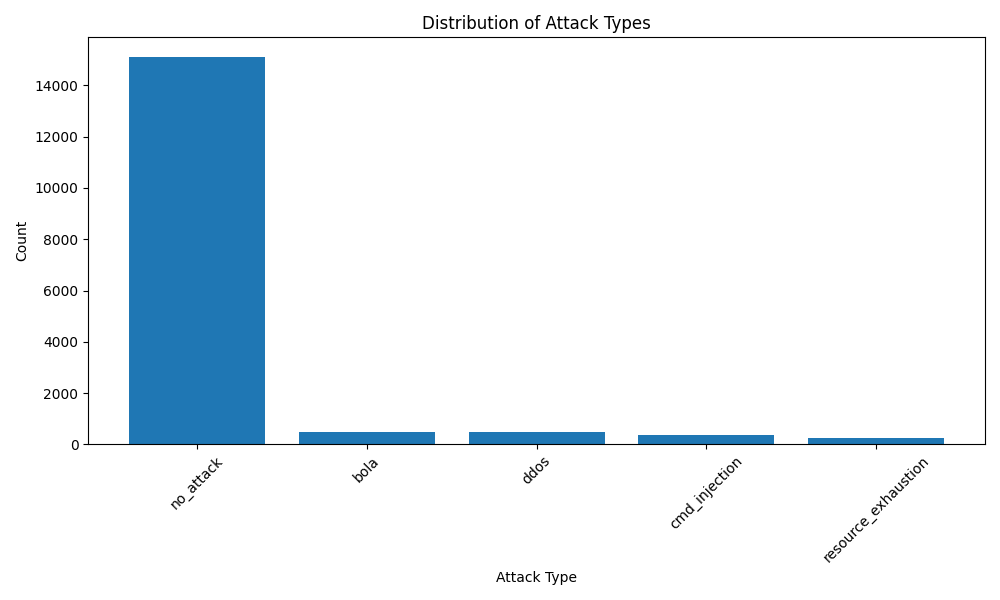 Distribution of Attack Types
Count
14000
12000
10000
8000
6000
4000
2000
0
no_attack
bola
ddos
cmd_injection
resource_exhaustion
Attack Type